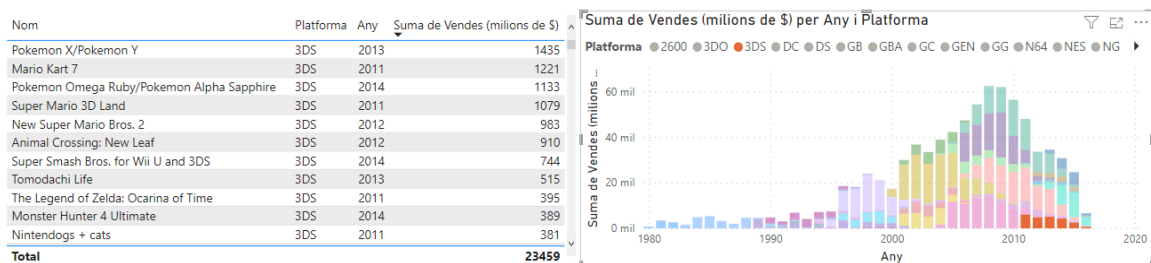 Nom Platforma Any Suma de Vendes (milions de $)
Pokemon X/Pokemon Y 3DS 2013 1435
Mario Kart 7 3DS 2011 1221
Pokemon Omega Ruby/Pokemon Alpha Sapphire 3DS 2014 1133
Super Mario 3D Land 3DS 2011 1079
New Super Mario Bros. 2 3DS 2012 983
Animal Crossing: New Leaf 3DS 2012 910
Super Smash Bros. for Wii U and 3DS 3DS 2014 744
Tomodachi Life 3DS 2013 515
The Legend of Zelda: Ocarina of Time 3DS 2011 395
Monster Hunter 4 Ultimate 3DS 2014 389
Nintendogs + cats 3DS 2011 381
Total 23459
Suma de Vendes (milions de $) per Any i Platforma
Platforma 2600 3DO 3DS DC DS GB GBA GC GEN GG N64 NES NG
Suma de Vendes (milions ...
60 mil
40 mil
20 mil
0 mil
1980 1990 2000 2010 2020
Any